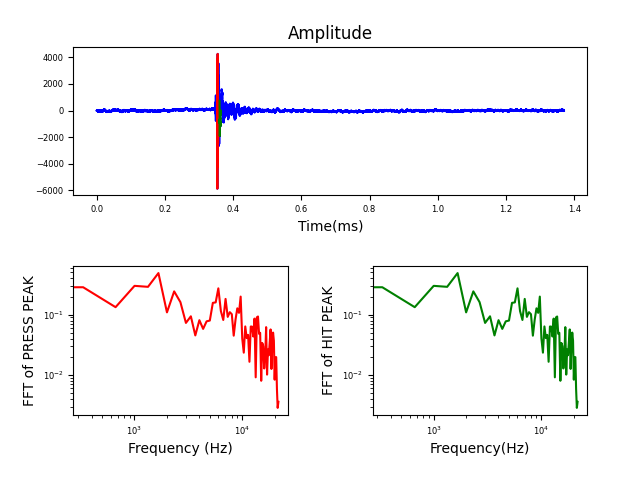 Amplitude
4000
2000
0
−2000
−4000
−6000
0.0 0.2 0.4 0.6 0.8 1.0 1.2 1.4
Time(ms)
FFT of PRESS PEAK
10⁻¹
10⁻²
10³ 10⁴
Frequency (Hz)
FFT of HIT PEAK
10⁻¹
10⁻²
10³ 10⁴
Frequency(Hz)